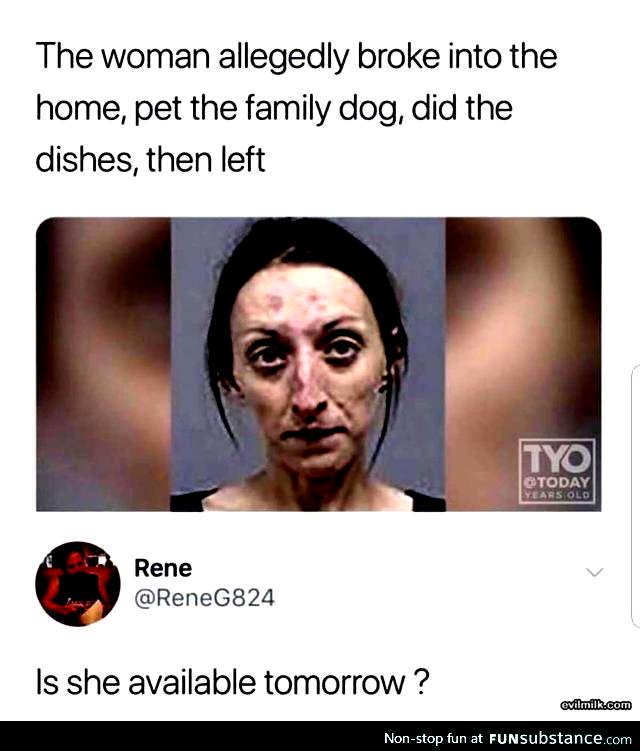 The woman allegedly broke into the
home, pet the family dog, did the
dishes, then left
TYO
@TODAY
YEARS OLD
Rene
@ReneG824
Is she available tomorrow ?
evilmilk.com
Non-stop fun at FUNsubstance.com